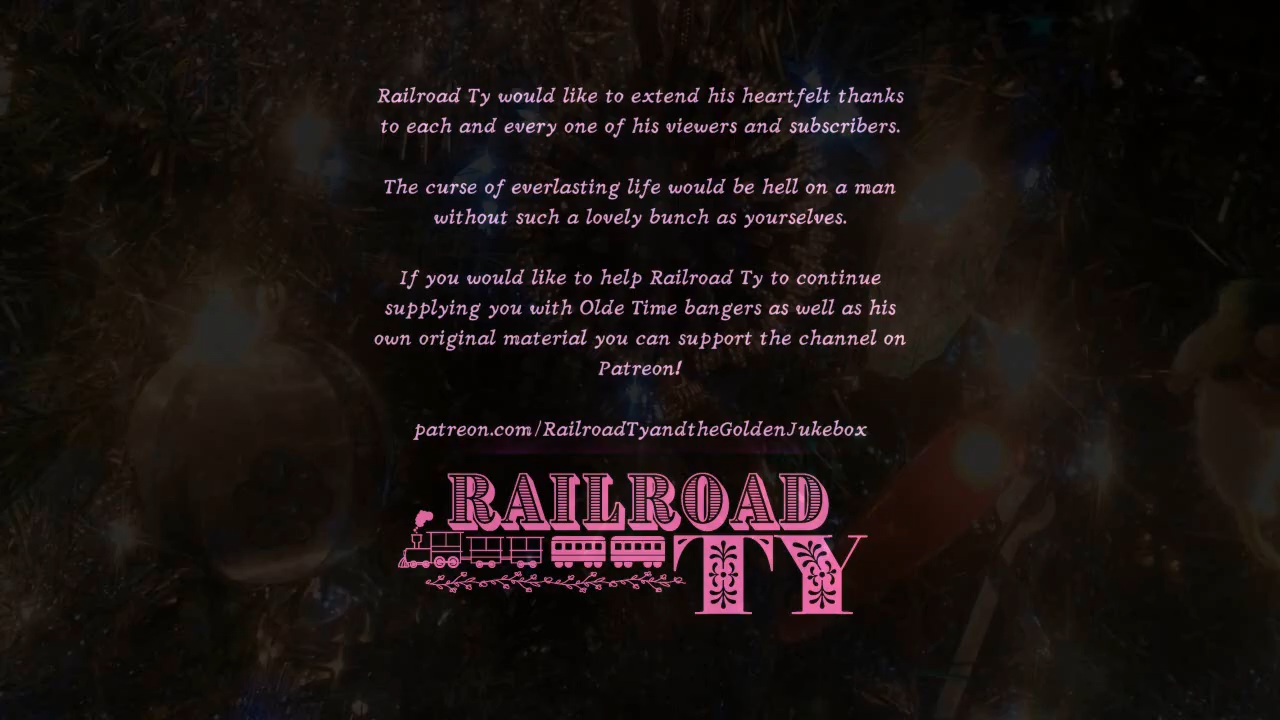 Railroad Ty would like to extend his heartfelt thanks
to each and every one of his viewers and subscribers.
The curse of everlasting life would be hell on a man
without such a lovely bunch as yourselves.
If you would like to help Railroad Ty to continue
supplying you with Olde Time bangers as well as his
own original material you can support the channel on
Patreon!
patreon.com/RailroadTyandtheGoldenJukebox
RAILROAD
TY